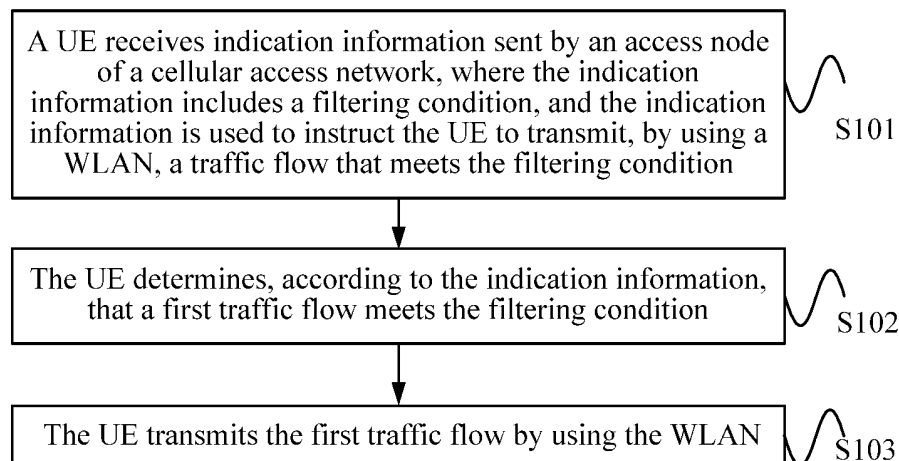 A UE receives indication information sent by an access node
of a cellular access network, where the indication
information includes a filtering condition, and the indication
information is used to instruct the UE to transmit, by using a
WLAN, a traffic flow that meets the filtering condition
S101
The UE determines, according to the indication information,
that a first traffic flow meets the filtering condition
S102
The UE transmits the first traffic flow by using the WLAN
S103